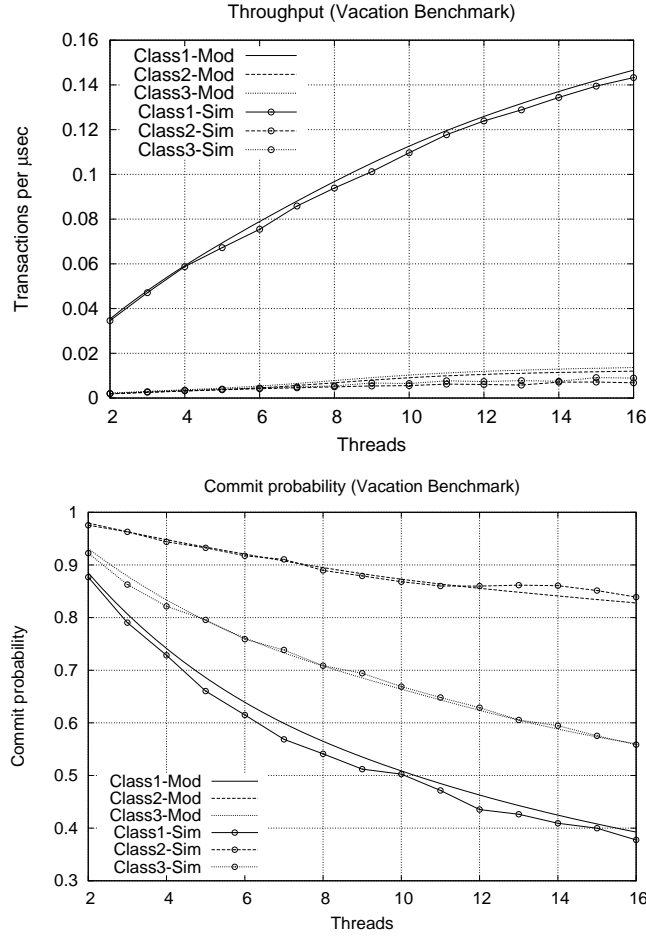 Throughput (Vacation Benchmark)
0.16
0.14
0.12
0.1
0.08
0.06
0.04
0.02
0
Transactions per μsec
Class1-Mod
Class2-Mod
Class3-Mod
Class1-Sim
Class2-Sim
Class3-Sim
2 4 6 8 10 12 14 16
Threads
Commit probability (Vacation Benchmark)
1
0.9
0.8
0.7
0.6
0.5
0.4
0.3
Commit probability
Class1-Mod
Class2-Mod
Class3-Mod
Class1-Sim
Class2-Sim
Class3-Sim
2 4 6 8 10 12 14 16
Threads